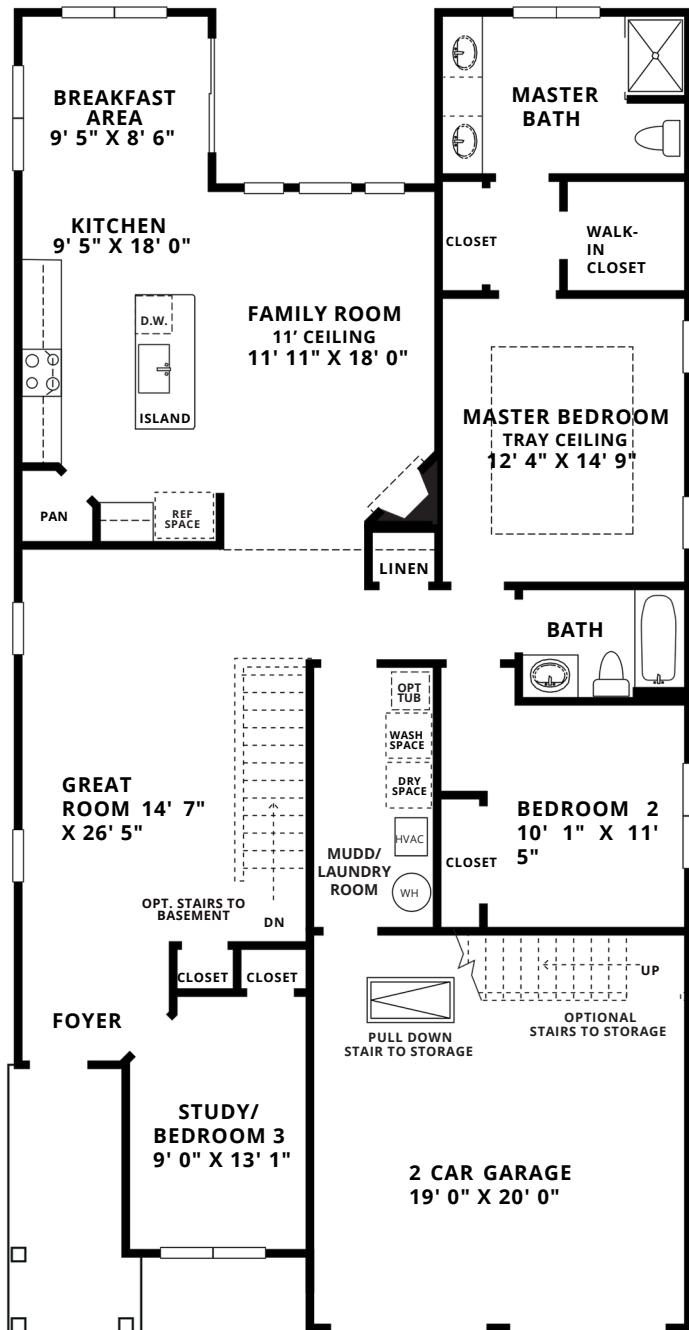 BREAKFAST
AREA
9' 5" X 8' 6"
MASTER
BATH
KITCHEN
9' 5" X 18' 0"
CLOSET
WALK-
IN
CLOSET
FAMILY ROOM
11' CEILING
11' 11" X 18' 0"
D.W.
ISLAND
MASTER BEDROOM
TRAY CEILING
12' 4" X 14' 9"
PAN
REF
SPACE
LINEN
BATH
OPT
TUB
WASH
SPACE
DRY
SPACE
GREAT
ROOM 14' 7"
X 26' 5"
BEDROOM 2
10' 1" X 11'
5"
HVAC
MUDD/
LAUNDRY
ROOM
CLOSET
WH
OPT. STAIRS TO
BASEMENT
DN
CLOSET
CLOSET
UP
FOYER
PULL DOWN
STAIR TO STORAGE
OPTIONAL
STAIRS TO STORAGE
STUDY/
BEDROOM 3
9' 0" X 13' 1"
2 CAR GARAGE
19' 0" X 20' 0"